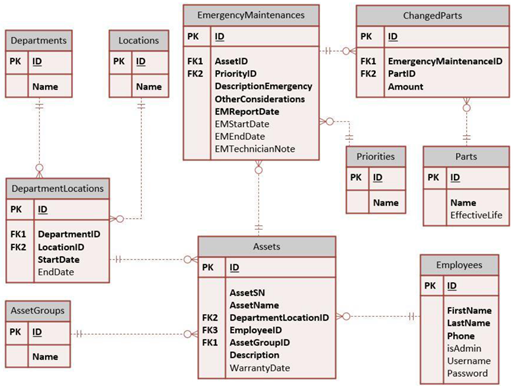 Departments
PK ID
Name
Locations
PK ID
Name
EmergencyMaintenances
PK ID
FK1 AssetID
FK2 PriorityID
DescriptionEmergency
OtherConsiderations
EMReportDate
EMStartDate
EMEndDate
EMTechnicianNote
ChangedParts
PK ID
FK1 EmergencyMaintenanceID
FK2 PartID
Amount
Priorities
PK ID
Name
Parts
PK ID
Name
EffectiveLife
DepartmentLocations
PK ID
FK1 DepartmentID
FK2 LocationID
StartDate
EndDate
Assets
PK ID
AssetSN
AssetName
FK2 DepartmentLocationID
FK3 EmployeeID
FK1 AssetGroupID
Description
WarrantyDate
Employees
PK ID
FirstName
LastName
Phone
isAdmin
Username
Password
AssetGroups
PK ID
Name